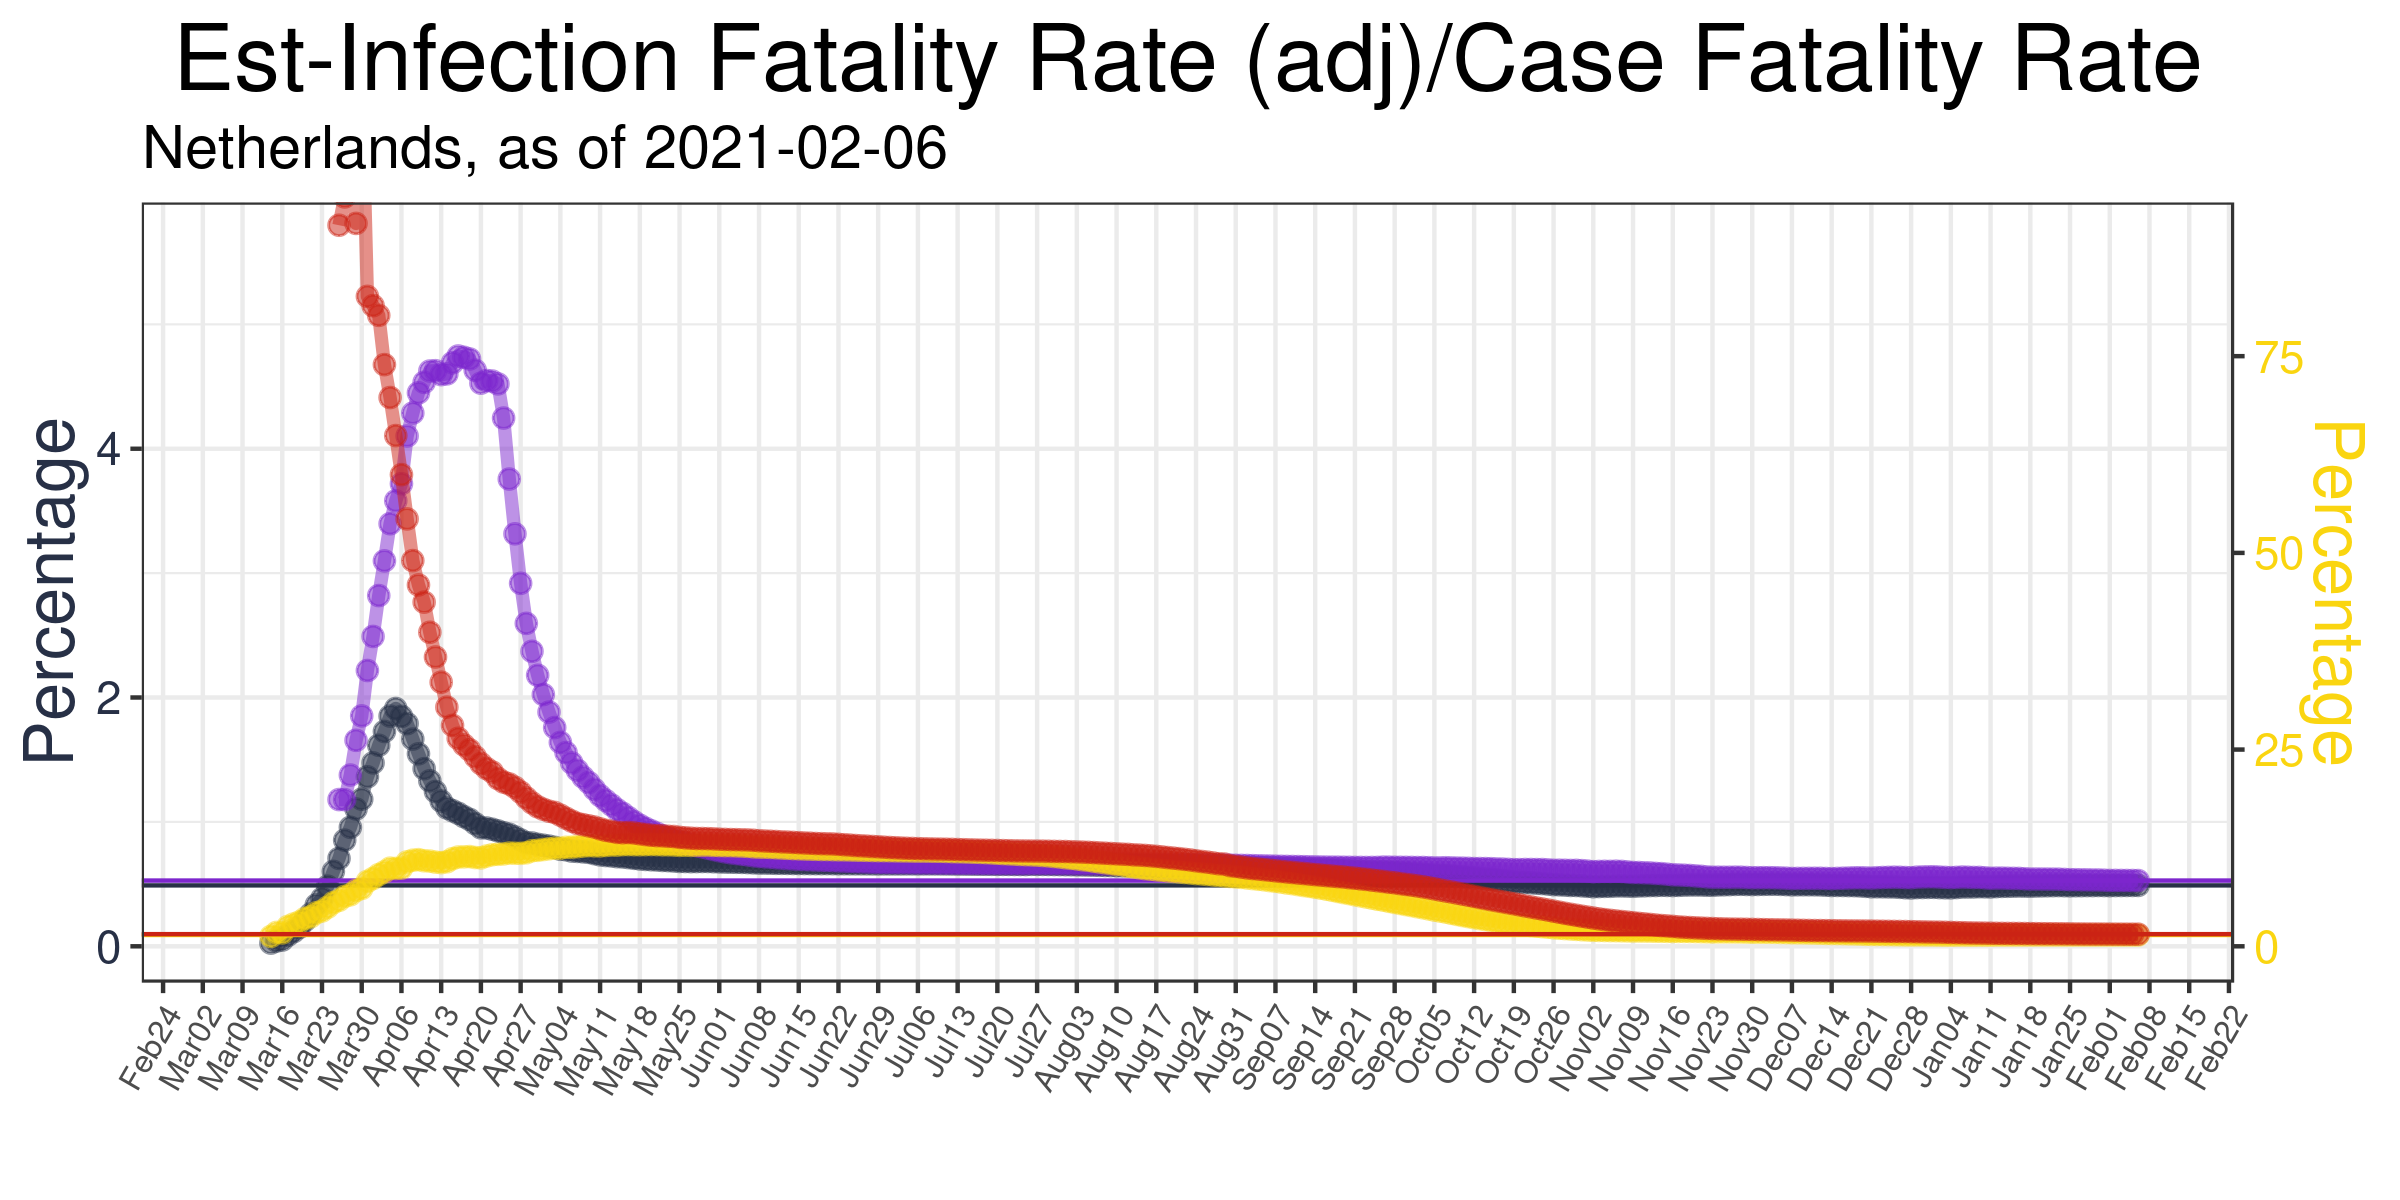 Est-Infection Fatality Rate (adj)/Case Fatality Rate
Netherlands, as of 2021-02-06
Percentage
4
2
0
75
50
25
0
Percentage
Feb24
Mar02
Mar09
Mar16
Mar23
Mar30
Apr06
Apr13
Apr20
Apr27
May04
May11
May18
May25
Jun01
Jun08
Jun15
Jun22
Jun29
Jul06
Jul13
Jul20
Jul27
Aug03
Aug10
Aug17
Aug24
Aug31
Sep07
Sep14
Sep21
Sep28
Oct05
Oct12
Oct19
Oct26
Nov02
Nov09
Nov16
Nov23
Nov30
Dec07
Dec14
Dec21
Dec28
Dec04
Jan11
Jan18
Jan25
Feb01
Feb08
Feb15
Feb22